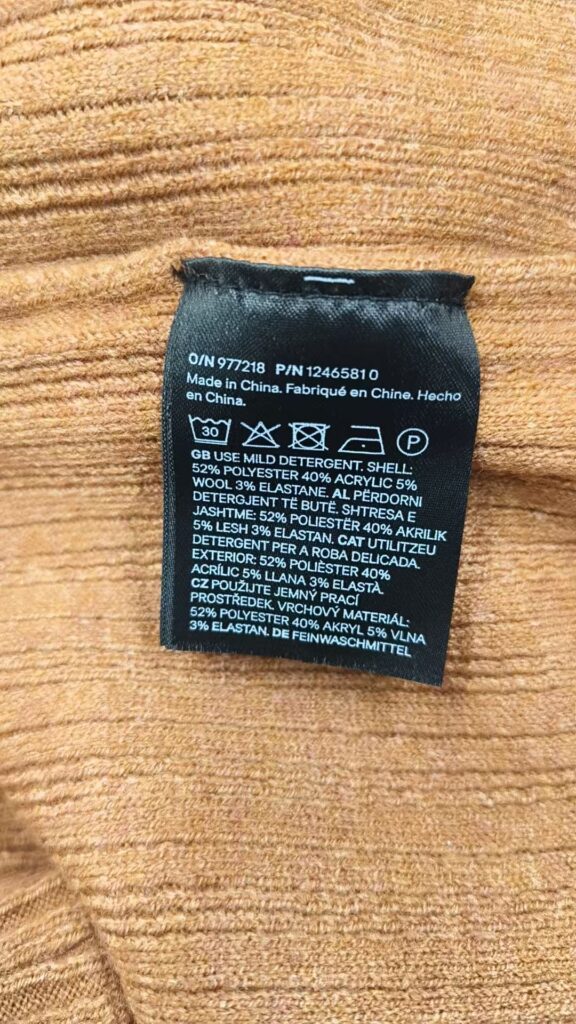 O/N 977218 P/N 12465810
Made in China. Fabriqué en Chine. Hecho
en China.
30 P
GB USE MILD DETERGENT. SHELL:
52% POLYESTER 40% ACRYLIC 5%
WOOL 3% ELASTANE. AL PËRDORNI
DETERGJENT TË BUTË. SHTRESA E
JASHTME: 52% POLIESTËR 40% AKRILIK
5% LESH 3% ELASTAN. CAT UTILITZEU
DETERGENT PER A ROBA DELICADA.
EXTERIOR: 52% POLIÈSTER 40%
ACRÍLIC 5% LLANA 3% ELASTÀ.
CZ POUŽIJTE JEMNÝ PRACÍ
PROSTŘEDEK. VRCHOVÝ MATERIÁL:
52% POLYESTER 40% AKRYL 5% VLNA
3% ELASTAN. DE FEINWASCHMITTEL